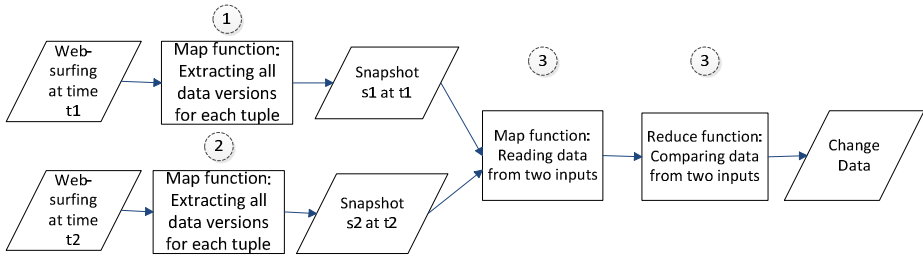 1
Web-
surfing
at time
t1
Map function:
Extracting all
data versions
for each tuple
Snapshot
s1 at t1
2
Web-
surfing
at time
t2
Map function:
Extracting all
data versions
for each tuple
Snapshot
s2 at t2
3
Map function:
Reading data
from two inputs
3
Reduce function:
Comparing data
from two inputs
Change
Data